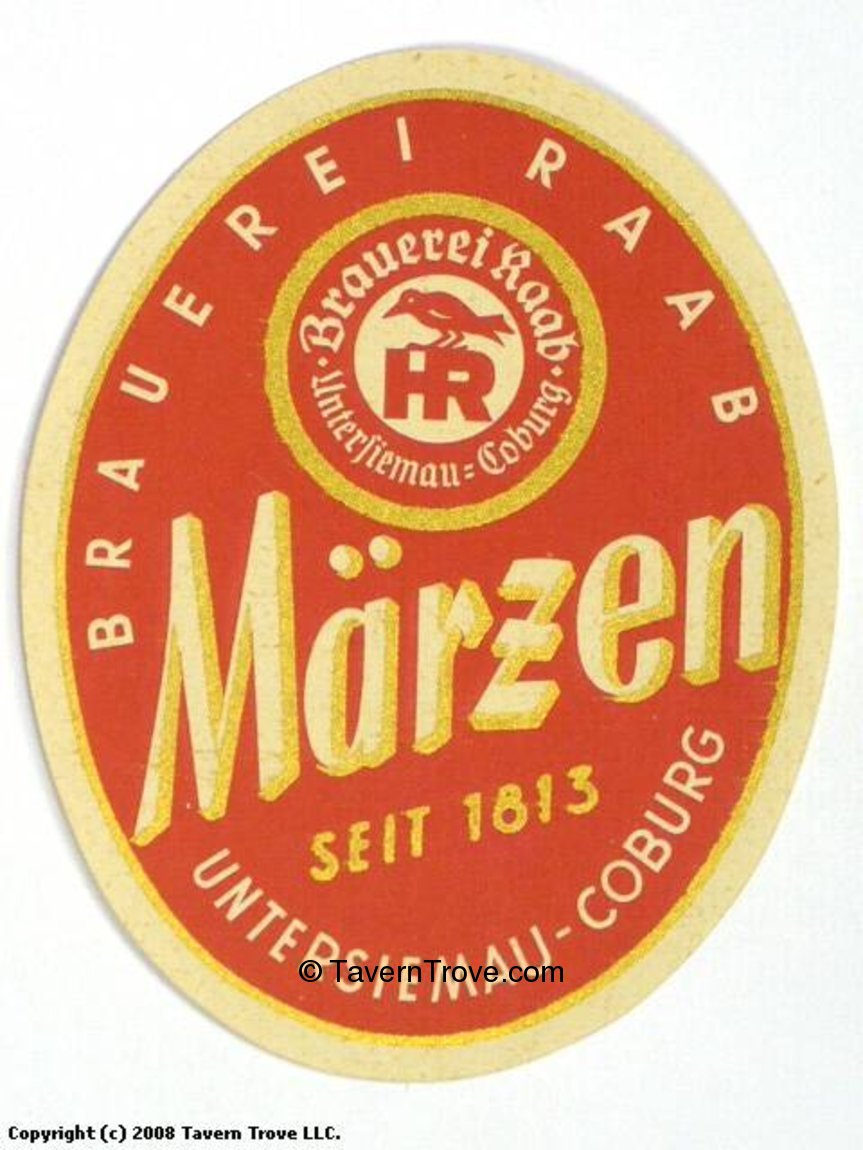 BRAUEREI RAAB
Brauerei Raab
HR
Untersiemau=Coburg
Märzen
SEIT 1813
UNTERSIEMAU-COBURG
© TavernTrove.com
Copyright (c) 2008 Tavern Trove LLC.